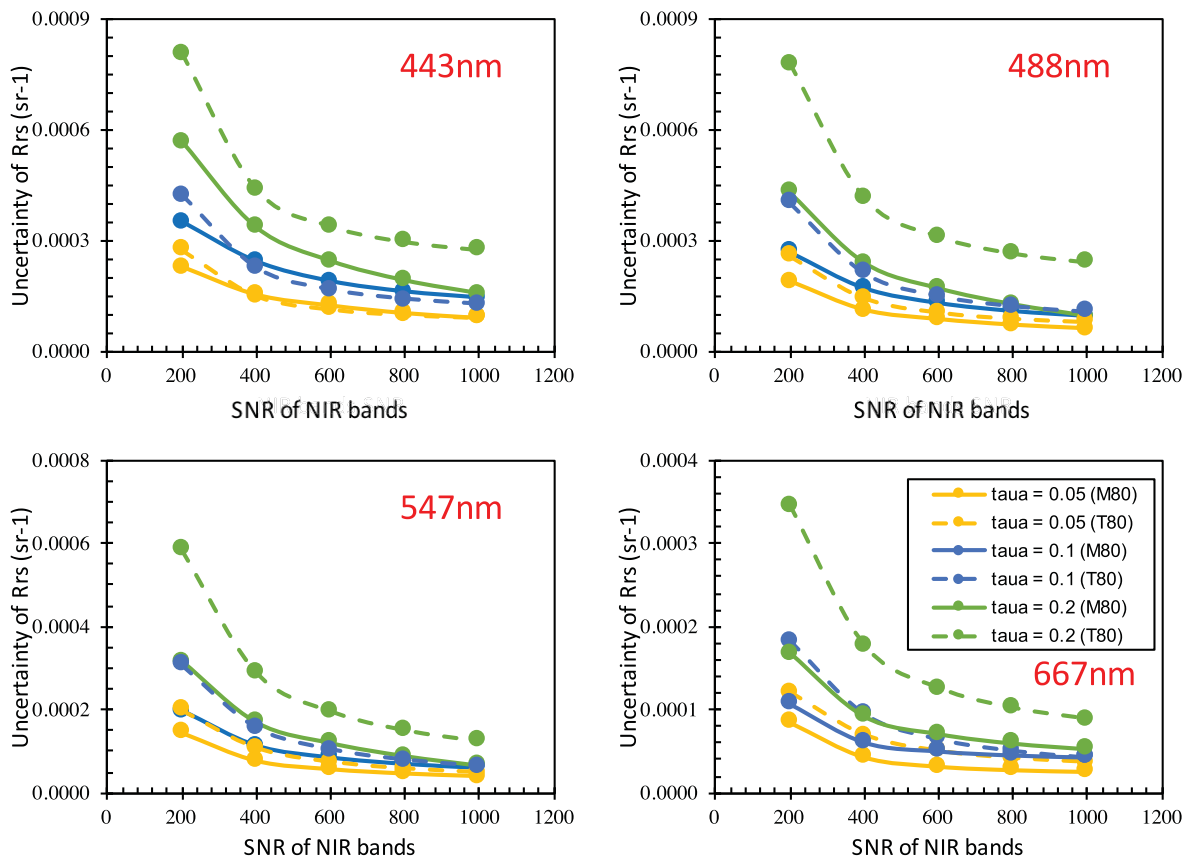 0.0009
0.0006
0.0003
0.0000
Uncertainty of Rrs (sr-1)
443nm
0 200 400 600 800 1000 1200
SNR of NIR bands
0.0009
0.0006
0.0003
0.0000
Uncertainty of Rrs (sr-1)
488nm
0 200 400 600 800 1000 1200
SNR of NIR bands
0.0008
0.0006
0.0004
0.0002
0.0000
Uncertainty of Rrs (sr-1)
547nm
0 200 400 600 800 1000 1200
SNR of NIR bands
0.0004
0.0003
0.0002
0.0001
0.0000
Uncertainty of Rrs (sr-1)
taua = 0.05 (M80)
taua = 0.05 (T80)
taua = 0.1 (M80)
taua = 0.1 (T80)
taua = 0.2 (M80)
taua = 0.2 (T80)
667nm
0 200 400 600 800 1000 1200
SNR of NIR bands